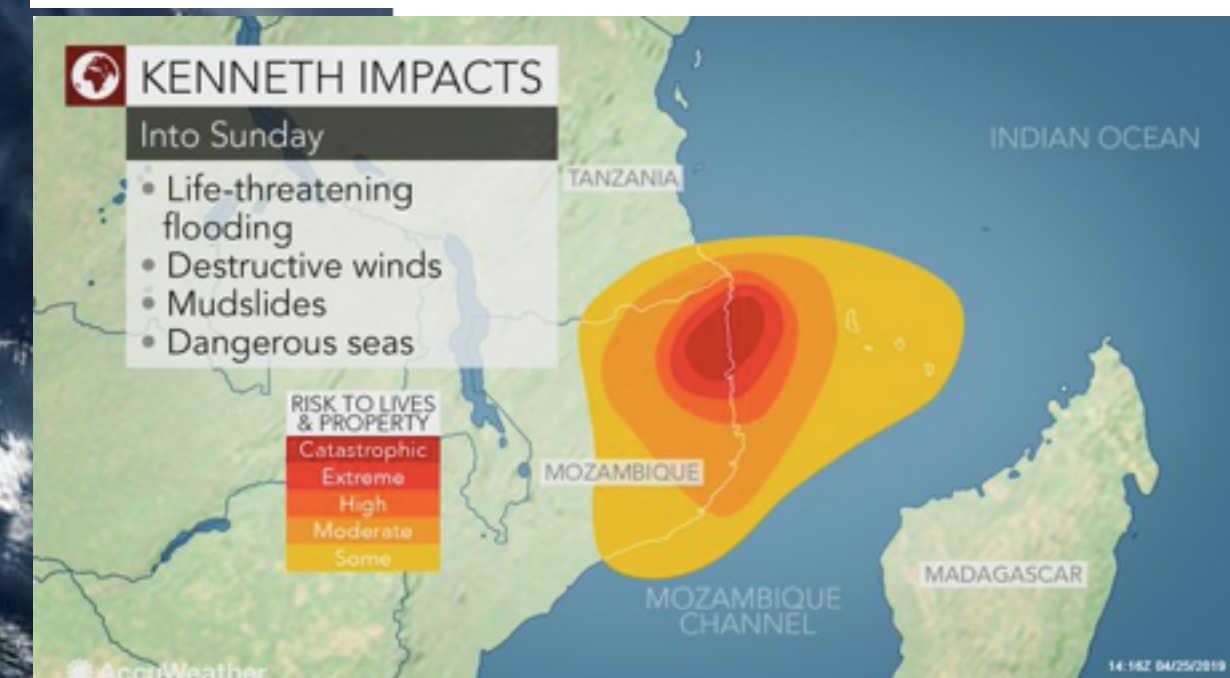 KENNETH IMPACTS
Into Sunday
• Life-threatening
flooding
• Destructive winds
• Mudslides
• Dangerous seas
RISK TO LIVES
& PROPERTY
Catastrophic
Extreme
High
Moderate
Some
TANZANIA
INDIAN OCEAN
MOZAMBIQUE
MOZAMBIQUE
CHANNEL
MADAGASCAR
AccuWeather
14:16Z 04/25/2019